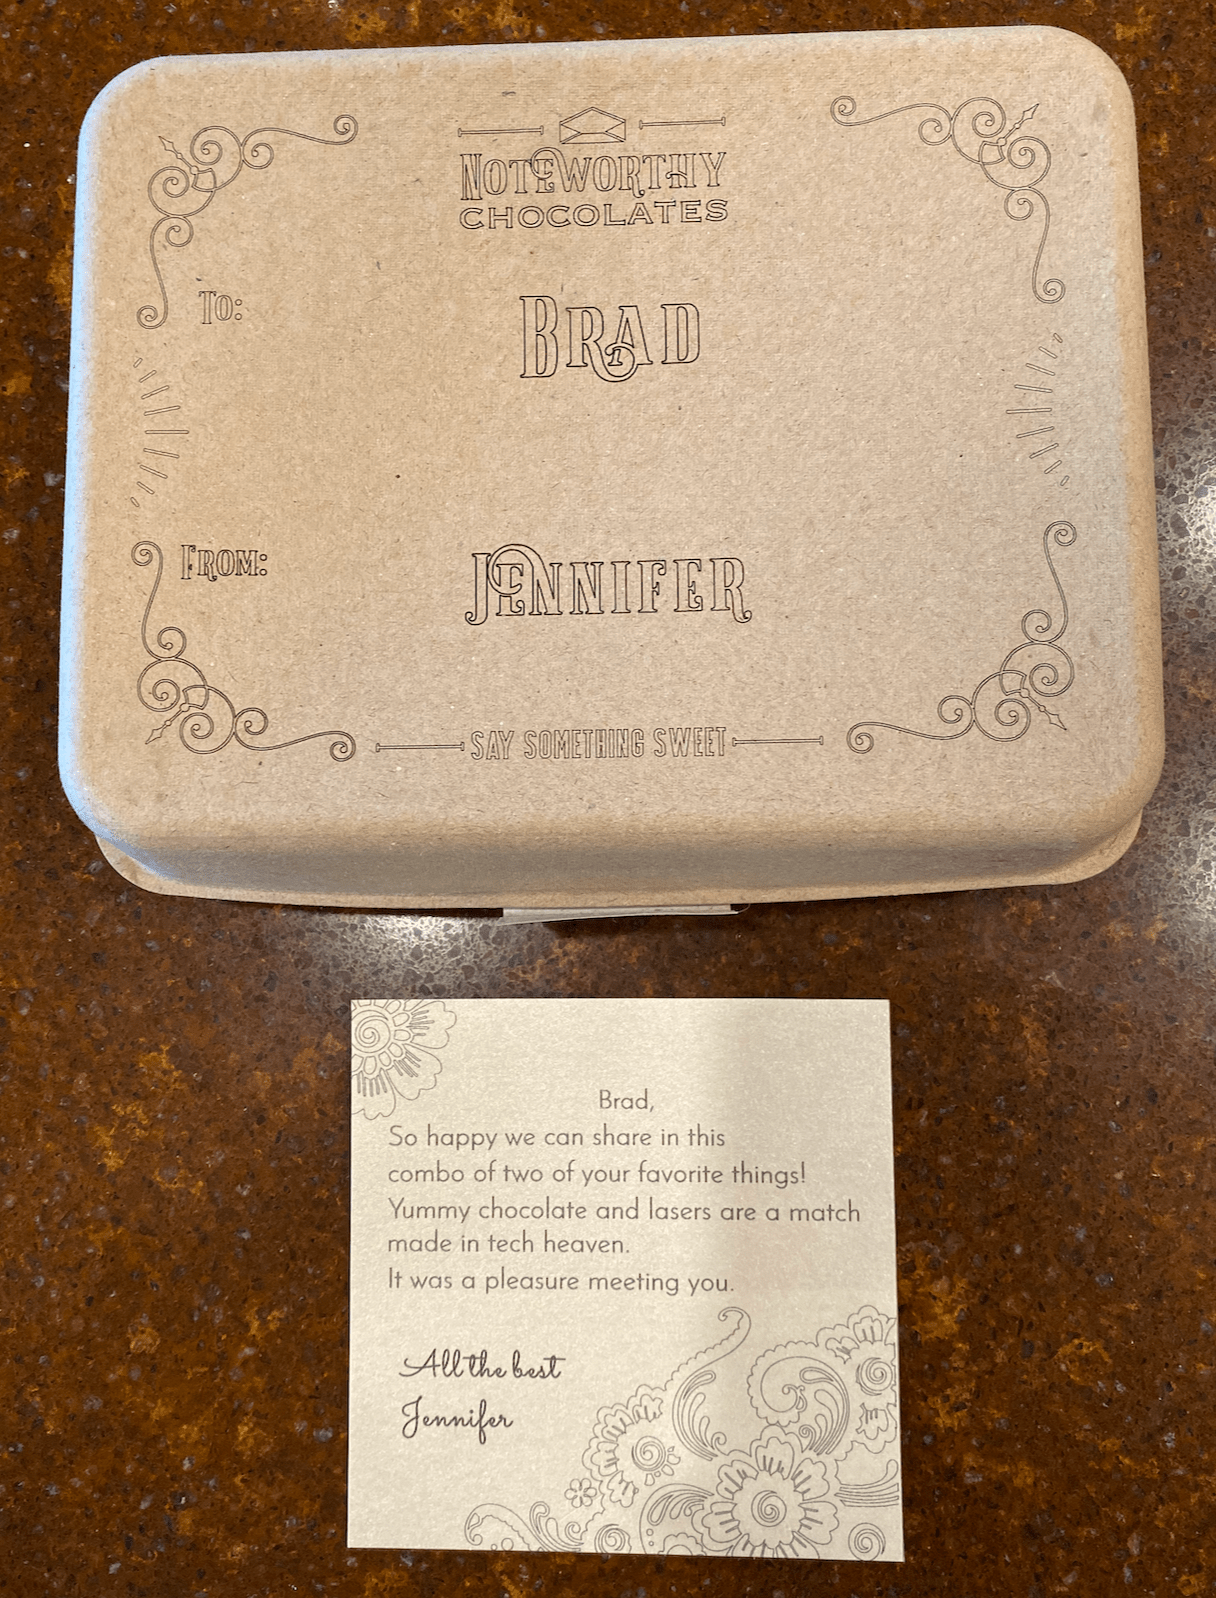 NOTEWORTHY
CHOCOLATES
TO:
BRAD
FROM:
JENNIFER
SAY SOMETHING SWEET
Brad,
So happy we can share in this
combo of two of your favorite things!
Yummy chocolate and lasers are a match
made in tech heaven.
It was a pleasure meeting you.
All the best
Jennifer